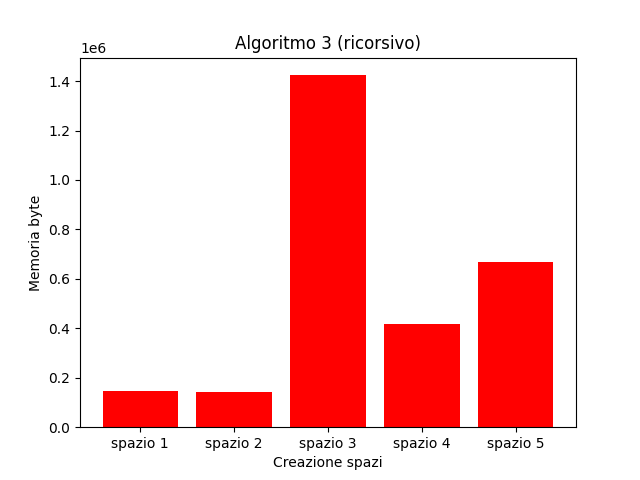 Algoritmo 3 (ricorsivo)
1e6
1.4
1.2
1.0
0.8
0.6
0.4
0.2
0.0
Memoria byte
spazio 1 spazio 2 spazio 3 spazio 4 spazio 5
Creazione spazi